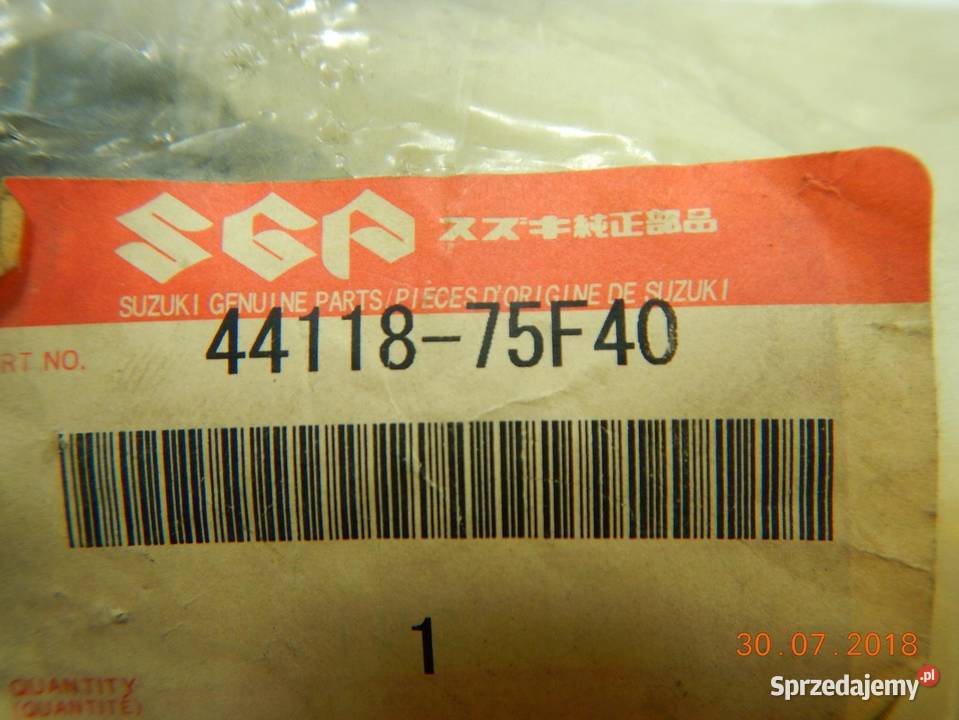 SGP スズキ純正部品
SUZUKI GENUINE PARTS/PIÈCES D'ORIGINE DE SUZUKI
RT NO. 44118-75F40
1
30.07.2018
QUANTITY
(QUANTITÉ)
Sprzedajemy.pl